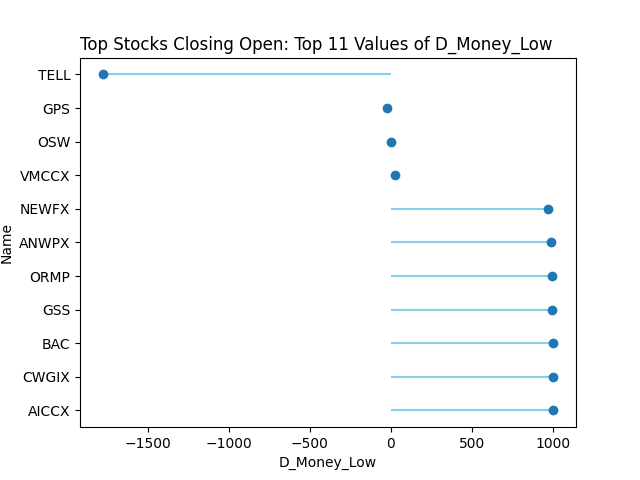 Top Stocks Closing Open: Top 11 Values of D_Money_Low
TELL
GPS
OSW
VMCCX
NEWFX
ANWPX
ORMP
GSS
BAC
CWGIX
AICCX
Name
−1500 −1000 −500 0 500 1000
D_Money_Low